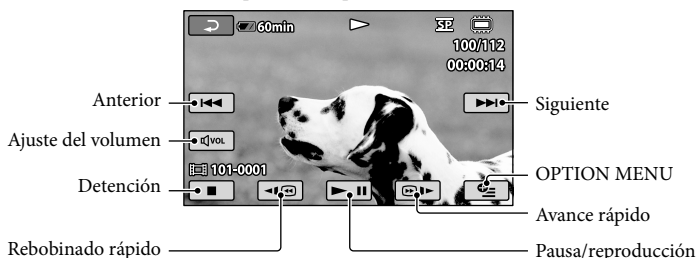 60min
SP
100/112
00:00:14
Anterior
Siguiente
Ajuste del volumen
VOL
101-0001
Detención
OPTION MENU
Avance rápido
Rebobinado rápido
Pausa/reproducción